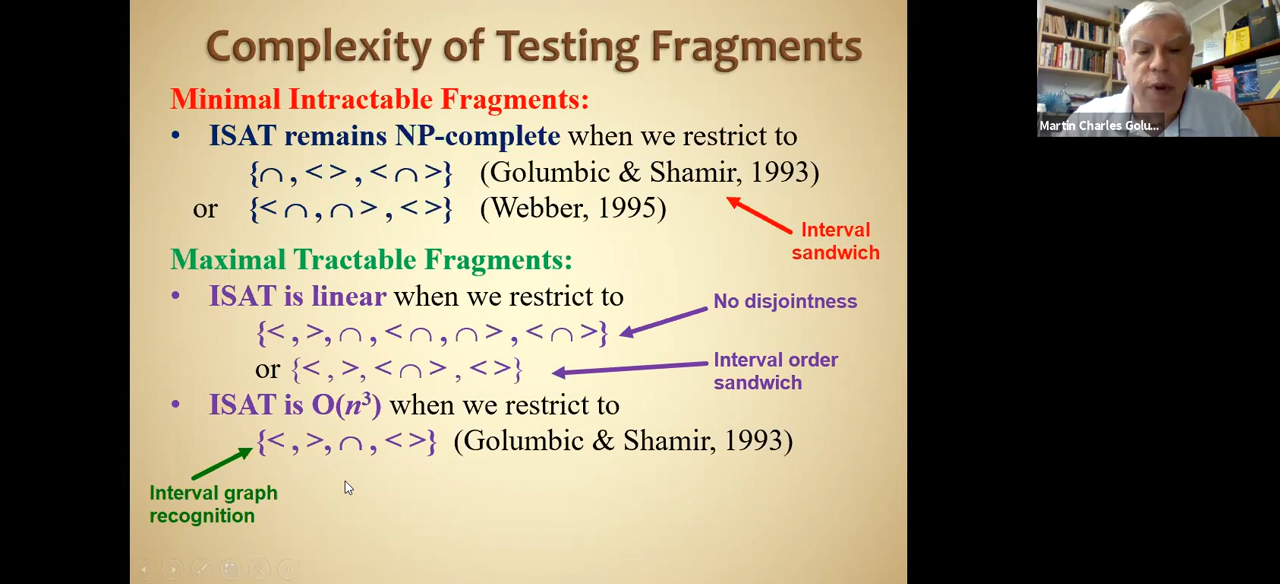 Complexity of Testing Fragments
Minimal Intractable Fragments:
• ISAT remains NP-complete when we restrict to
{∩, <>, <∩>} (Golumbic & Shamir, 1993)
or {<∩, ∩>, <>} (Webber, 1995)
Interval
sandwich
Maximal Tractable Fragments:
• ISAT is linear when we restrict to
No disjointness
{<, >, ∩, <∩, ∩>, <∩>}
or {<, >, <∩>, <>}
Interval order
sandwich
• ISAT is O(n³) when we restrict to
{<, >, ∩, <>} (Golumbic & Shamir, 1993)
Interval graph
recognition
Martin Charles Golu...